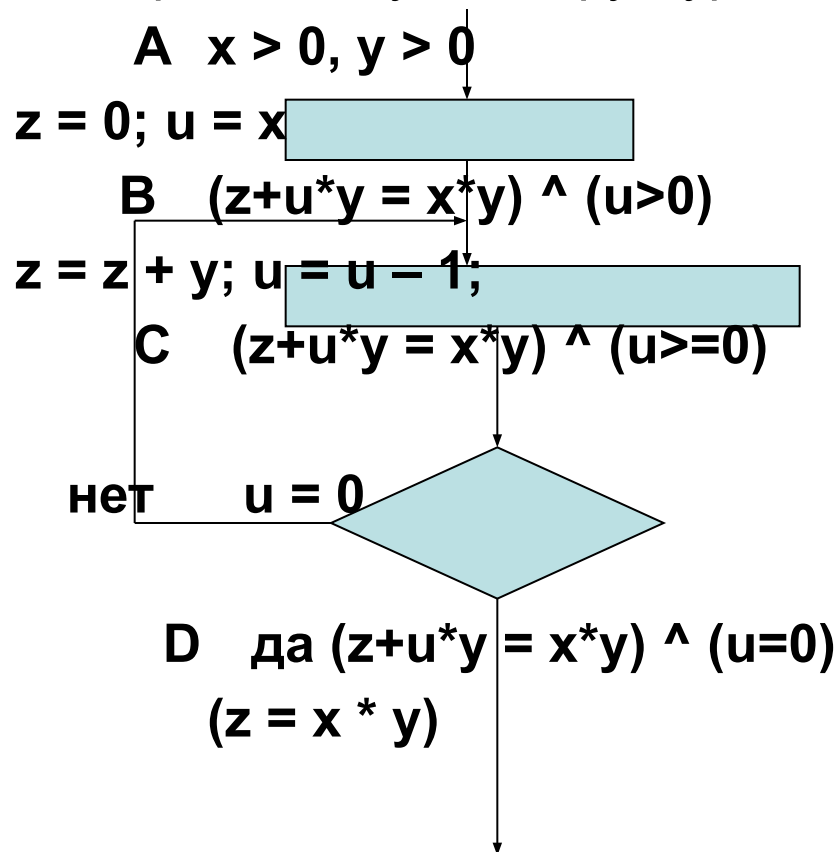 A x > 0, y > 0
z = 0; u = x
B (z+u*y = x*y) ^ (u>0)
z = z + y; u = u – 1;
C (z+u*y = x*y) ^ (u>=0)
нет u = 0
D да (z+u*y = x*y) ^ (u=0)
(z = x * y)